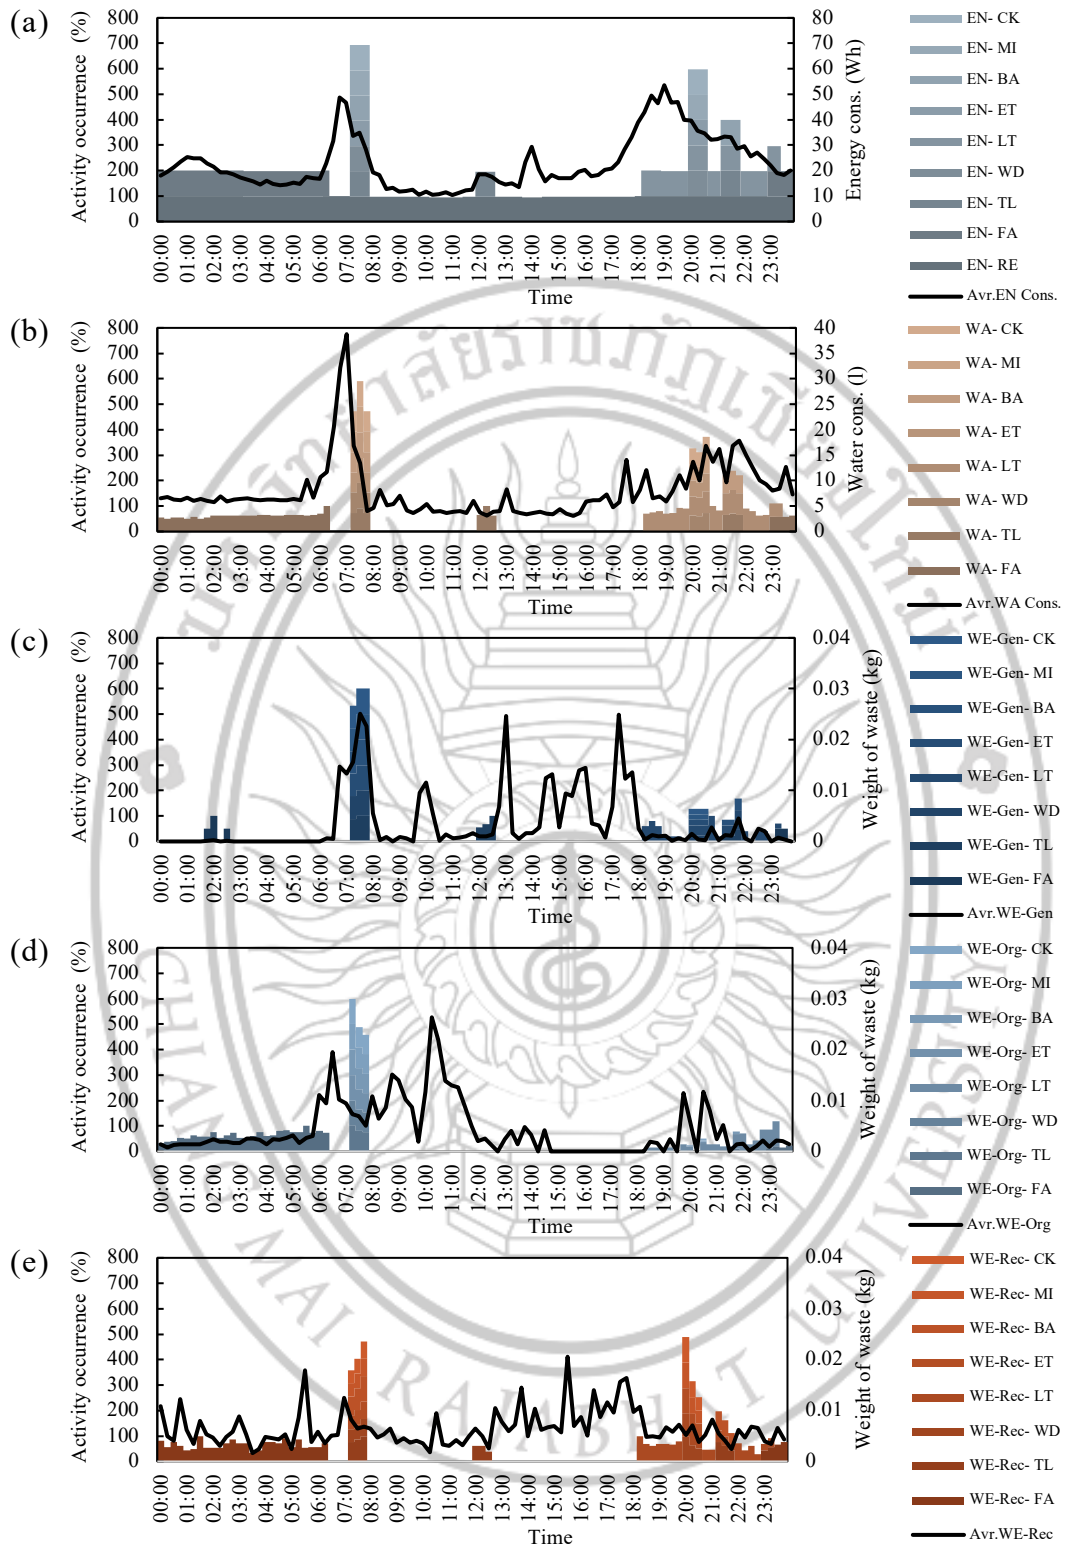 (a)
Activity occurrence (%)
800
700
600
500
400
300
200
100
0
80
70
60
50
40
30
20
10
0
Energy cons. (Wh)
00:00
01:00
02:00
03:00
04:00
05:00
06:00
07:00
08:00
09:00
10:00
11:00
12:00
13:00
14:00
15:00
16:00
17:00
18:00
19:00
20:00
21:00
22:00
23:00
Time
EN- CK
EN- MI
EN- BA
EN- ET
EN- LT
EN- WD
EN- TL
EN- FA
EN- RE
Avr.EN Cons.
(b)
Activity occurrence (%)
800
700
600
500
400
300
200
100
0
40
35
30
25
20
15
10
5
0
Water cons. (l)
00:00
01:00
02:00
03:00
04:00
05:00
06:00
07:00
08:00
09:00
10:00
11:00
12:00
13:00
14:00
15:00
16:00
17:00
18:00
19:00
20:00
21:00
22:00
23:00
Time
WA- CK
WA- MI
WA- BA
WA- ET
WA- LT
WA- WD
WA- TL
WA- FA
Avr.WA Cons.
(c)
Activity occurrence (%)
800
700
600
500
400
300
200
100
0
0.04
0.03
0.02
0.01
0
Weight of waste (kg)
00:00
01:00
02:00
03:00
04:00
05:00
06:00
07:00
08:00
09:00
10:00
11:00
12:00
13:00
14:00
15:00
16:00
17:00
18:00
19:00
20:00
21:00
22:00
23:00
Time
WE-Gen- CK
WE-Gen- MI
WE-Gen- BA
WE-Gen- ET
WE-Gen- LT
WE-Gen- WD
WE-Gen- TL
WE-Gen- FA
Avr.WE-Gen
(d)
Activity occurrence (%)
800
700
600
500
400
300
200
100
0
0.04
0.03
0.02
0.01
0
Weight of waste (kg)
00:00
01:00
02:00
03:00
04:00
05:00
06:00
07:00
08:00
09:00
10:00
11:00
12:00
13:00
14:00
15:00
16:00
17:00
18:00
19:00
20:00
21:00
22:00
23:00
Time
WE-Org- CK
WE-Org- MI
WE-Org- BA
WE-Org- ET
WE-Org- LT
WE-Org- WD
WE-Org- TL
WE-Org- FA
Avr.WE-Org
(e)
Activity occurrence (%)
800
700
600
500
400
300
200
100
0
0.04
0.03
0.02
0.01
0
Weight of waste (kg)
00:00
01:00
02:00
03:00
04:00
05:00
06:00
07:00
08:00
09:00
10:00
11:00
12:00
13:00
14:00
15:00
16:00
17:00
18:00
19:00
20:00
21:00
22:00
23:00
Time
WE-Rec- CK
WE-Rec- MI
WE-Rec- BA
WE-Rec- ET
WE-Rec- LT
WE-Rec- WD
WE-Rec- TL
WE-Rec- FA
Avr.WE-Rec
มหาวิทยาลัยราชภัฏเชียงใหม่
CHIANG MAI RAJABHAT UNIVERSITY